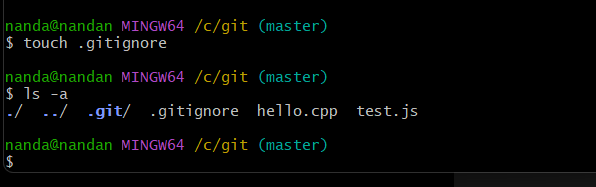 nanda@nandan MINGW64 /c/git (master)
$ touch .gitignore
nanda@nandan MINGW64 /c/git (master)
$ ls -a
./  ../  .git/  .gitignore  hello.cpp  test.js
nanda@nandan MINGW64 /c/git (master)
$